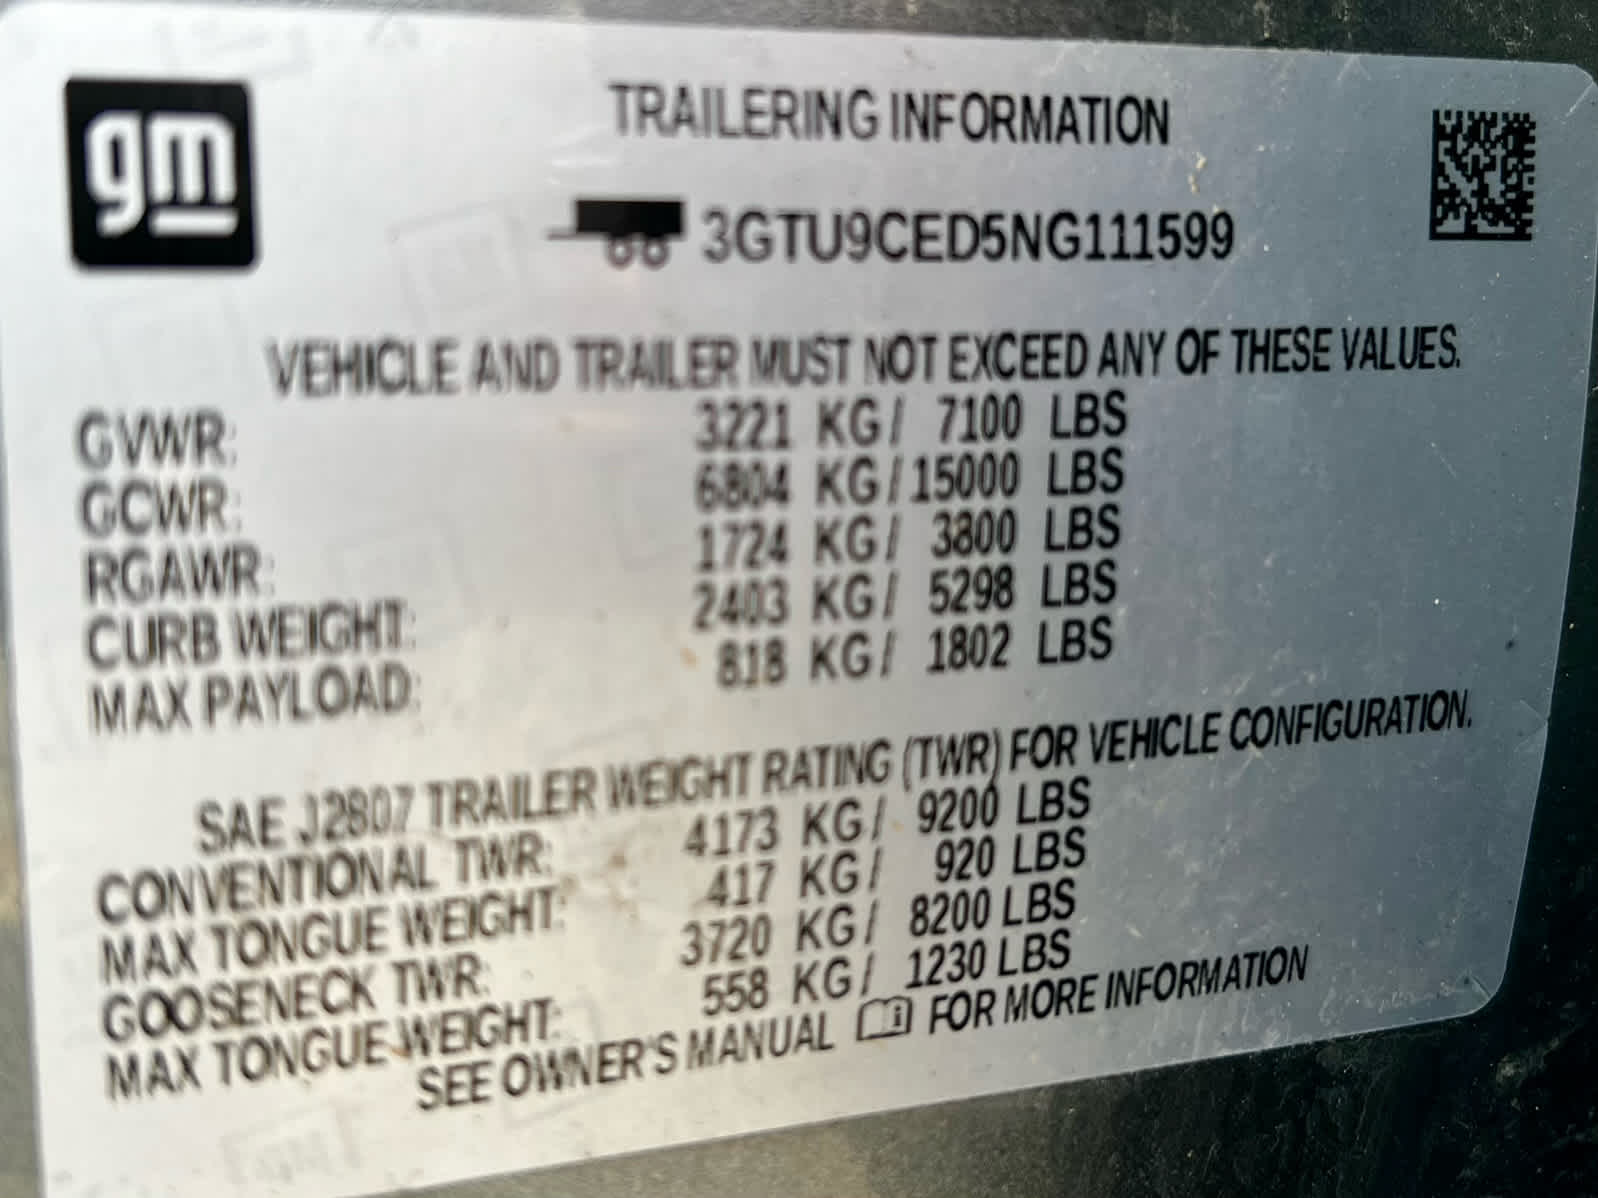 gm
TRAILERING INFORMATION
3GTU9CED5NG111599
VEHICLE AND TRAILER MUST NOT EXCEED ANY OF THESE VALUES.
GVWR: 3221 KG/ 7100 LBS
GCWR: 6804 KG/15000 LBS
RGAWR: 1724 KG/ 3800 LBS
CURB WEIGHT: 2403 KG/ 5298 LBS
MAX PAYLOAD: 818 KG/ 1802 LBS
SAE J2807 TRAILER WEIGHT RATING (TWR) FOR VEHICLE CONFIGURATION.
CONVENTIONAL TWR: 4173 KG/ 9200 LBS
MAX TONGUE WEIGHT: 417 KG/ 920 LBS
GOOSENECK TWR: 3720 KG/ 8200 LBS
MAX TONGUE WEIGHT: 558 KG/ 1230 LBS
SEE OWNER'S MANUAL FOR MORE INFORMATION